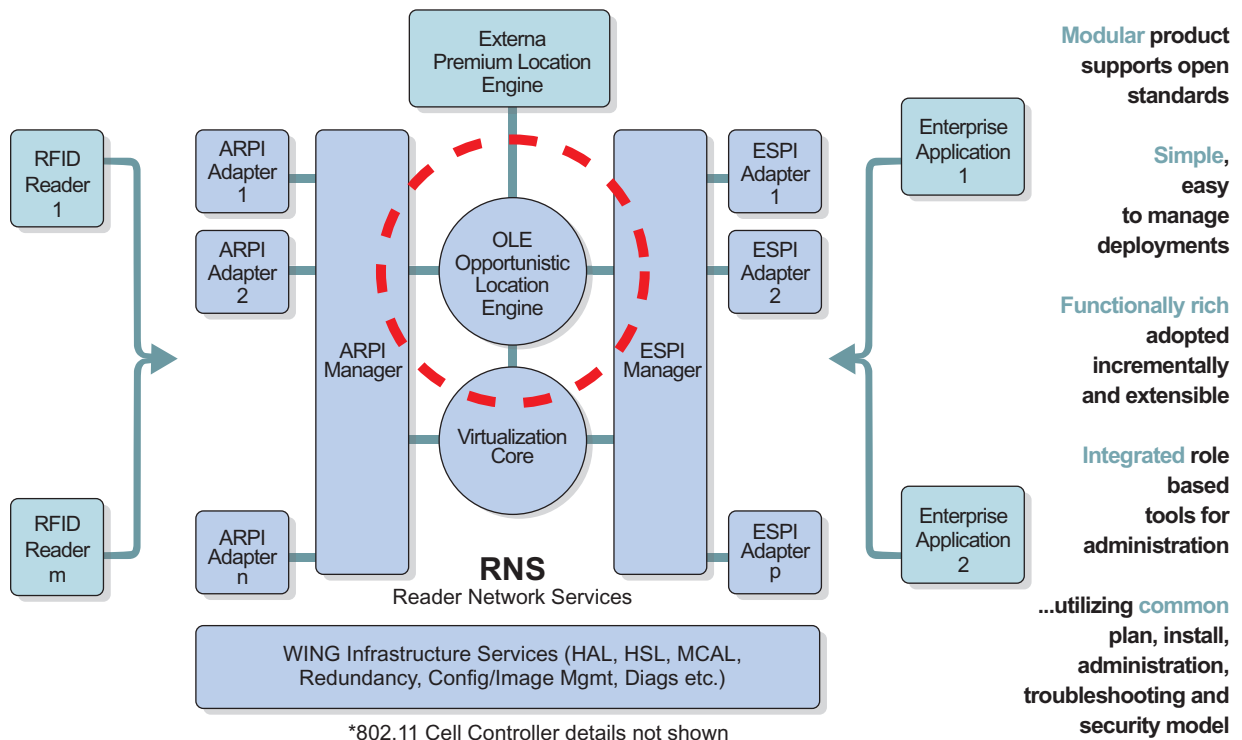 Externa
Premium Location
Engine
RFID
Reader
1
RFID
Reader
m
ARPI
Adapter
1
ARPI
Adapter
2
ARPI
Adapter
n
ARPI
Manager
OLE
Opportunistic
Location
Engine
Virtualization
Core
ESPI
Manager
ESPI
Adapter
1
ESPI
Adapter
2
ESPI
Adapter
p
Enterprise
Application
1
Enterprise
Application
2
RNS
Reader Network Services
WING Infrastructure Services (HAL, HSL, MCAL,
Redundancy, Config/Image Mgmt, Diags etc.)
*802.11 Cell Controller details not shown
Modular product
supports open
standards
Simple,
easy
to manage
deployments
Functionally rich
adopted
incrementally
and extensible
Integrated role
based
tools for
administration
...utilizing common
plan, install,
administration,
troubleshooting and
security model